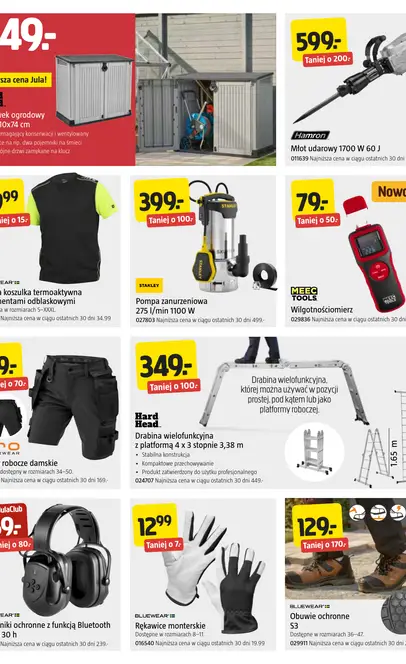 49.-
sza cena Jula!
ek ogrodowy
0x74 cm
magający konserwacji i wentylowany
ce na np. dwa pojemniki na śmieci
ójne drzwi zamykane na klucz
599.-
Taniej o 200.-
Hamron
Młot udarowy 1700 W 60 J
011639 Najniższa cena w ciągu ostatnich 30 dni
99
Taniej o 15.-
WEAR
a koszulka termoaktywna
mentami odblaskowymi
w rozmiarach S–XXXL
Najniższa cena w ciągu ostatnich 30 dni 34.99
399.-
Taniej o 100.-
STANLEY
Pompa zanurzeniowa
275 l/min 1100 W
027803 Najniższa cena w ciągu ostatnich 30 dni 499.-
79.-
Taniej o 50.-
Nowo
MEEC
TOOLS
Wilgotnościomierz
029836 Najniższa cena w ciągu ostatnich 30 dni
.-
j o 70.-
ro
robocze damskie
dostępny w rozmiarach 34–50.
Najniższa cena w ciągu ostatnich 30 dni 169.-
349.-
Taniej o 100.-
Drabina wielofunkcyjna,
której można używać w pozycji
prostej, pod kątem lub jako
platformy roboczej.
Hard
Head
Drabina wielofunkcyjna
z platformą 4 x 3 stopnie 3,38 m
• Stabilna konstrukcja
• Kompaktowe przechowywanie
• Produkt zatwierdzony do użytku profesjonalnego
024707 Najniższa cena w ciągu ostatnich 30 dni 449.-
1.65 m
ulaClub
9.-
j o 80.-
WEAR
niki ochronne z funkcją Bluetooth
30 h
Najniższa cena w ciągu ostatnich 30 dni 239.-
12.99
Taniej o 7.-
BLUEWEAR
Rękawice monterskie
Dostępne w rozmiarach 8–11.
016540 Najniższa cena w ciągu ostatnich 30 dni 19.99
129.-
Taniej o 170.-
BLUEWEAR
Obuwie ochronne
S3
Dostępne w rozmiarach 36–47.
029911 Najniższa cena w ciągu ostatnich 30 dni